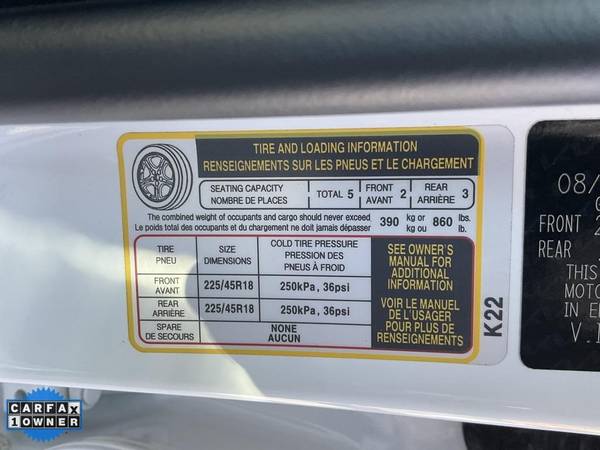 TIRE AND LOADING INFORMATION
RENSEIGNEMENTS SUR LES PNEUS ET LE CHARGEMENT
SEATING CAPACITY
NOMBRE DE PLACES
TOTAL 5
FRONT
AVANT 2
REAR
ARRIÈRE 3
The combined weight of occupants and cargo should never exceed
Le poids total des occupants et du chargement ne doit jamais dépasser
390 kg or
kg ou
860 lbs.
lb.
TIRE
PNEU
SIZE
DIMENSIONS
COLD TIRE PRESSURE
PRESSION DES
PNEUS À FROID
FRONT
AVANT
225/45R18
250kPa, 36psi
REAR
ARRIÈRE
225/45R18
250kPa, 36psi
SPARE
DE SECOURS
NONE
AUCUN
SEE OWNER'S
MANUAL FOR
ADDITIONAL
INFORMATION
VOIR LE MANUEL
DE L'USAGER
POUR PLUS DE
RENSEIGNEMENTS
K22
08/
FRONT 2
REAR
THIS
MOTO
IN E
V.I
CARFAX
1 OWNER